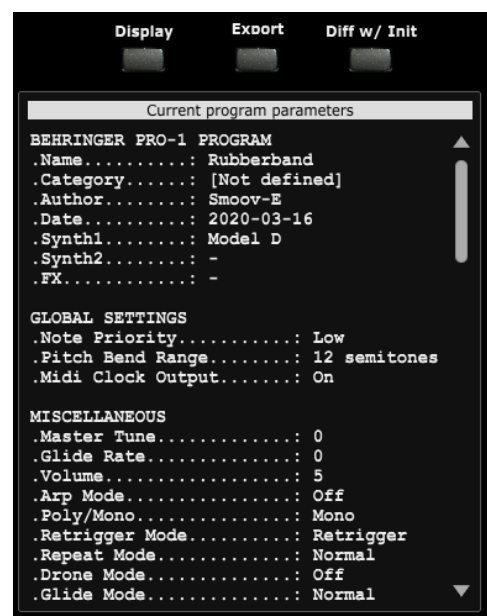 Display Export Diff w/ Init
Current program parameters
BEHRINGER PRO-1 PROGRAM
.Name..........: Rubberband
.Category......: [Not defined]
.Author........: Smoov-E
.Date..........: 2020-03-16
.Synth1........: Model D
.Synth2........: -
.FX............: -
GLOBAL SETTINGS
.Note Priority...........: Low
.Pitch Bend Range........: 12 semitones
.Midi Clock Output.......: On
MISCELLANEOUS
.Master Tune.............: 0
.Glide Rate..............: 0
.Volume..................: 5
.Arp Mode................: Off
.Poly/Mono...............: Mono
.Retrigger Mode..........: Retrigger
.Repeat Mode.............: Normal
.Drone Mode..............: Off
.Glide Mode..............: Normal